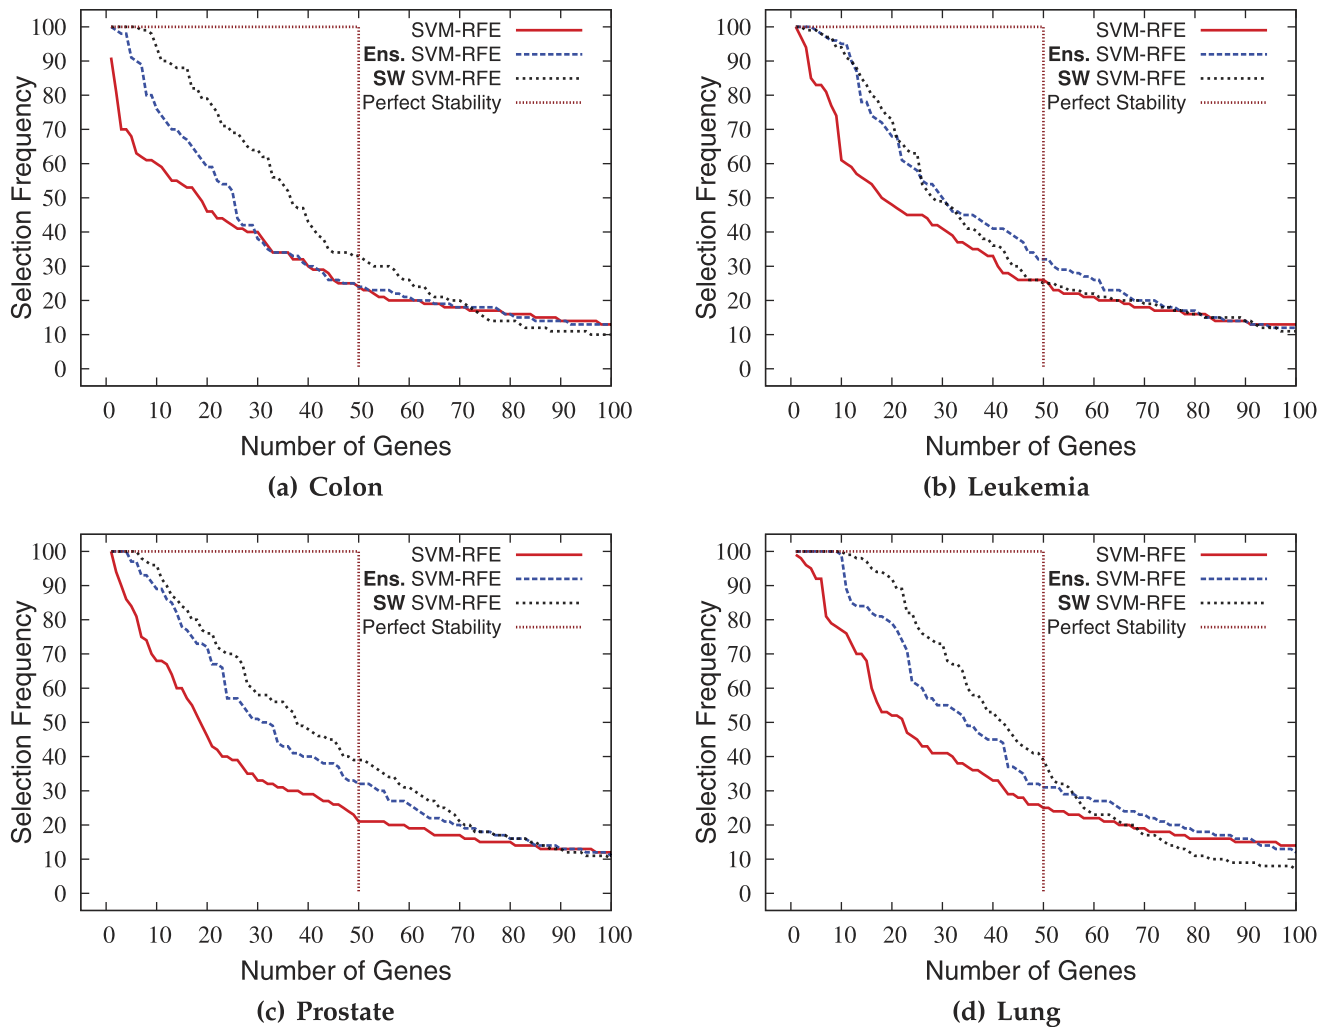 100
90
80
70
60
50
40
30
20
10
0
Selection Frequency
SVM-RFE
Ens. SVM-RFE
SW SVM-RFE
Perfect Stability
0 10 20 30 40 50 60 70 80 90 100
Number of Genes
(a) Colon
100
90
80
70
60
50
40
30
20
10
0
Selection Frequency
SVM-RFE
Ens. SVM-RFE
SW SVM-RFE
Perfect Stability
0 10 20 30 40 50 60 70 80 90 100
Number of Genes
(b) Leukemia
100
90
80
70
60
50
40
30
20
10
0
Selection Frequency
SVM-RFE
Ens. SVM-RFE
SW SVM-RFE
Perfect Stability
0 10 20 30 40 50 60 70 80 90 100
Number of Genes
(c) Prostate
100
90
80
70
60
50
40
30
20
10
0
Selection Frequency
SVM-RFE
Ens. SVM-RFE
SW SVM-RFE
Perfect Stability
0 10 20 30 40 50 60 70 80 90 100
Number of Genes
(d) Lung